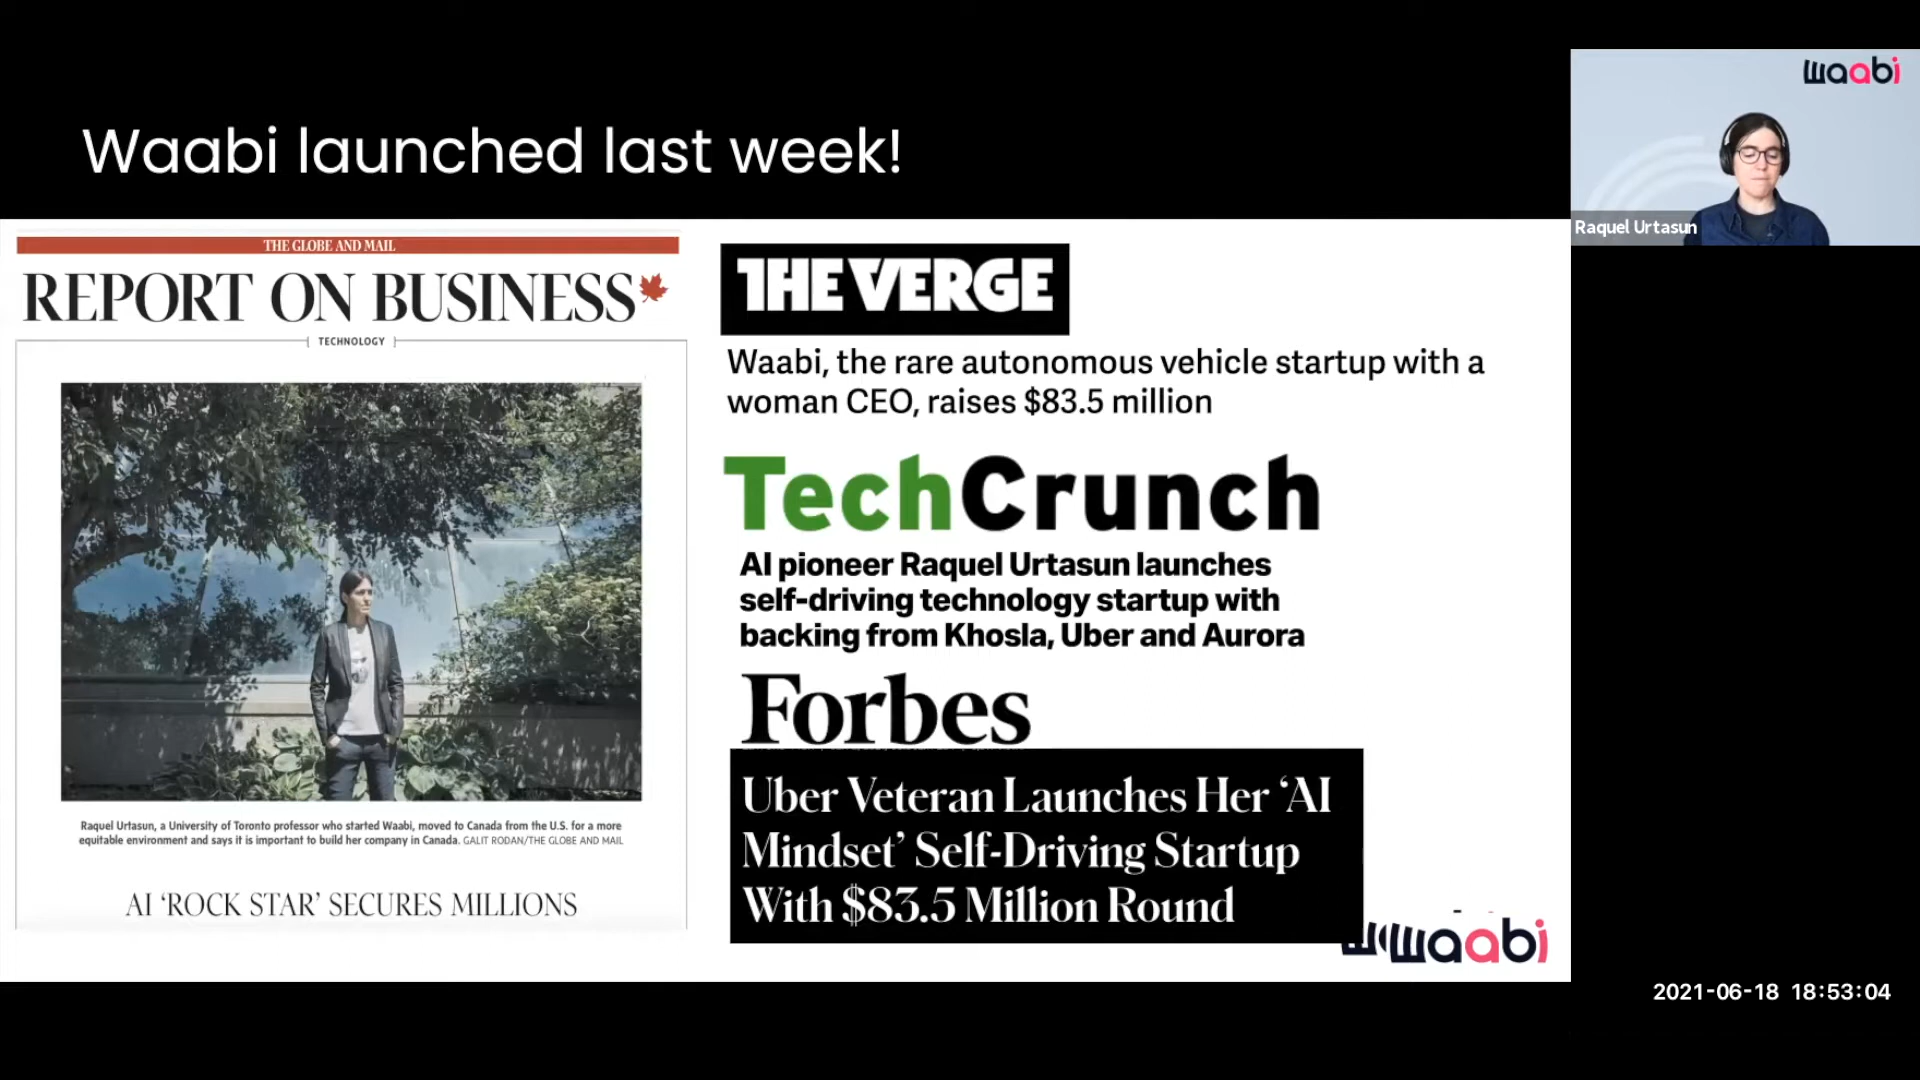 Waabi launched last week!
THE GLOBE AND MAIL
REPORT ON BUSINESS
TECHNOLOGY
Raquel Urtasun, a University of Toronto professor who started Waabi, moved to Canada from the U.S. for a more
equitable environment and says it is important to build her company in Canada. GALIT RODAN/THE GLOBE AND MAIL
AI ‘ROCK STAR’ SECURES MILLIONS
THE VERGE
Waabi, the rare autonomous vehicle startup with a
woman CEO, raises $83.5 million
TechCrunch
AI pioneer Raquel Urtasun launches
self-driving technology startup with
backing from Khosla, Uber and Aurora
Forbes
Uber Veteran Launches Her ‘AI
Mindset’ Self-Driving Startup
With $83.5 Million Round
waabi
waabi
Raquel Urtasun
2021-06-18 18:53:04